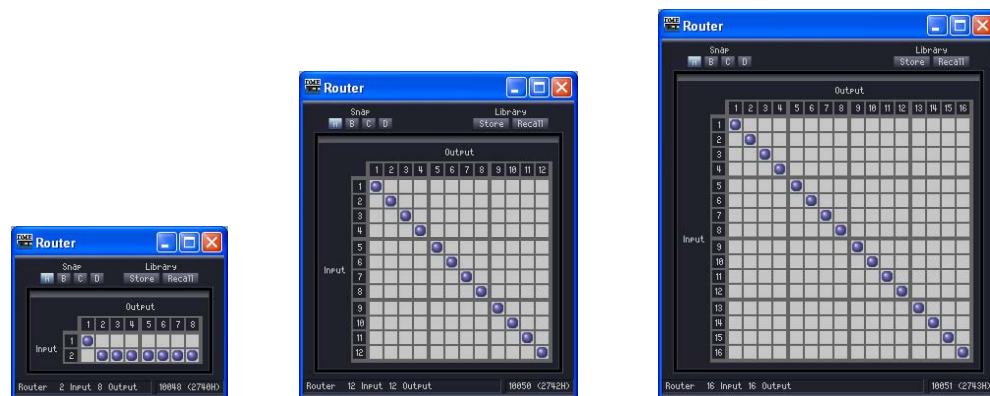 DME Router
Snap
Library
A B C D
Store Recall
Output
1 2 3 4 5 6 7 8
Input
1
2
Router 2 Input 8 Output
10048 (2740H)
DME Router
Snap
Library
A B C D
Store Recall
Output
1 2 3 4 5 6 7 8 9 10 11 12
1
2
3
4
5
6
Input
7
8
9
10
11
12
Router 12 Input 12 Output
10050 (2742H)
DME Router
Snap
Library
A B C D
Store Recall
Output
1 2 3 4 5 6 7 8 9 10 11 12 13 14 15 16
1
2
3
4
5
6
7
8
Input
9
10
11
12
13
14
15
16
Router 16 Input 16 Output
10051 (2743H)